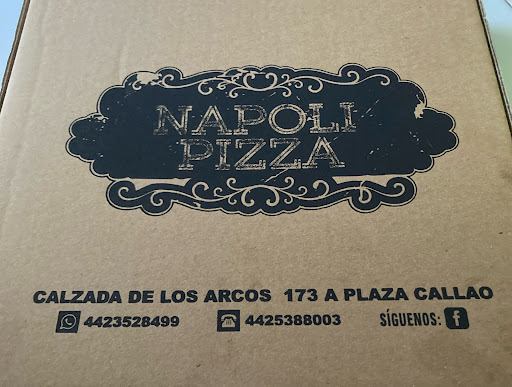 NAPOLI
PIZZA
CALZADA DE LOS ARCOS 173 A PLAZA CALLAO
4423528499 4425388003 SÍGUENOS: f